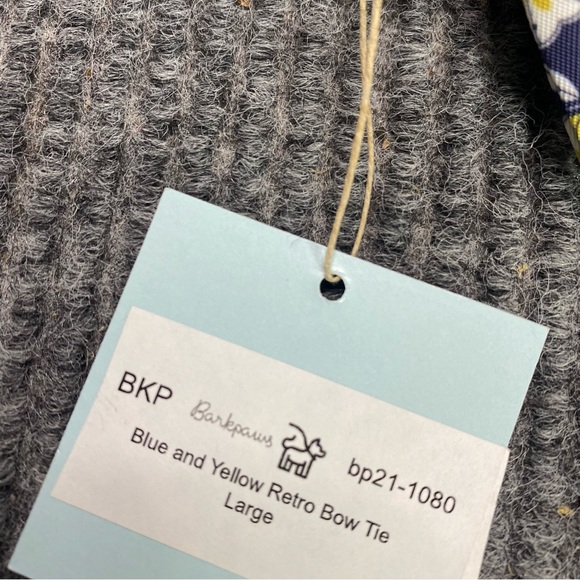 BKP Barkpaws bp21-1080
Blue and Yellow Retro Bow Tie
Large